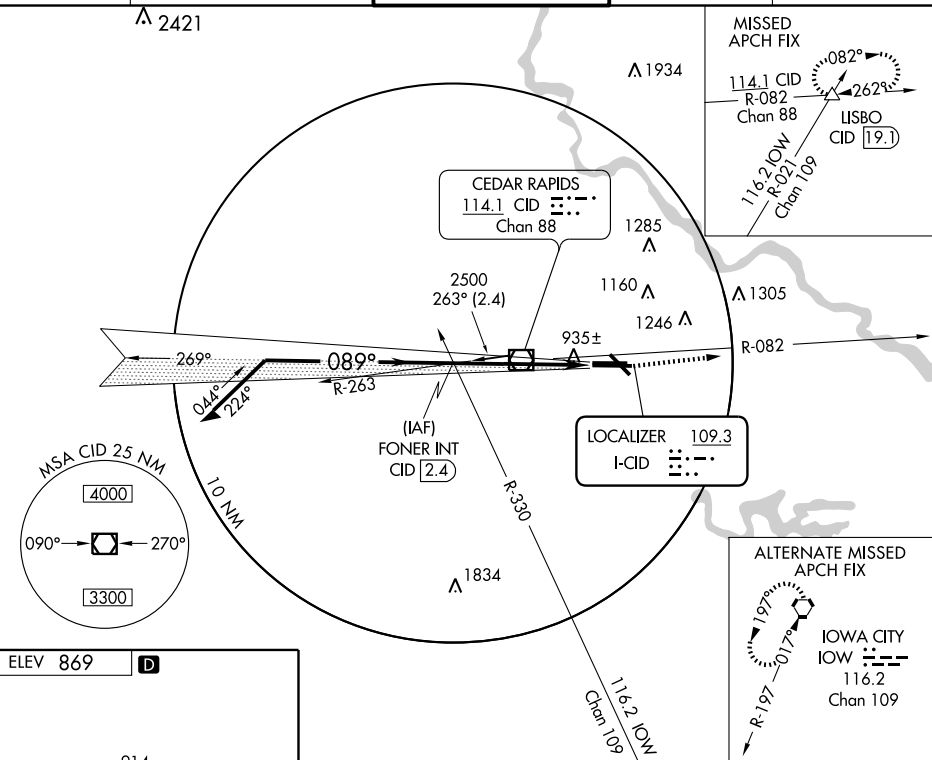 2421
1934
MISSED
APCH FIX
082°
114.1 CID
R-082
Chan 88
262°
LISBO
CID 19.1
116.2 IOW
R-021
Chan 109
CEDAR RAPIDS
114.1 CID
Chan 88
1285
2500
263° (2.4)
1160
1305
1246
935±
269°
089°
R-082
R-263
044°
224°
(IAF)
FONER INT
CID 2.4
LOCALIZER 109.3
I-CID
MSA CID 25 NM
4000
090°
270°
3300
10 NM
R-330
1834
116.2 IOW
Chan 109
ALTERNATE MISSED
APCH FIX
197°
017°
IOWA CITY
IOW
116.2
Chan 109
R-197
ELEV 869 D